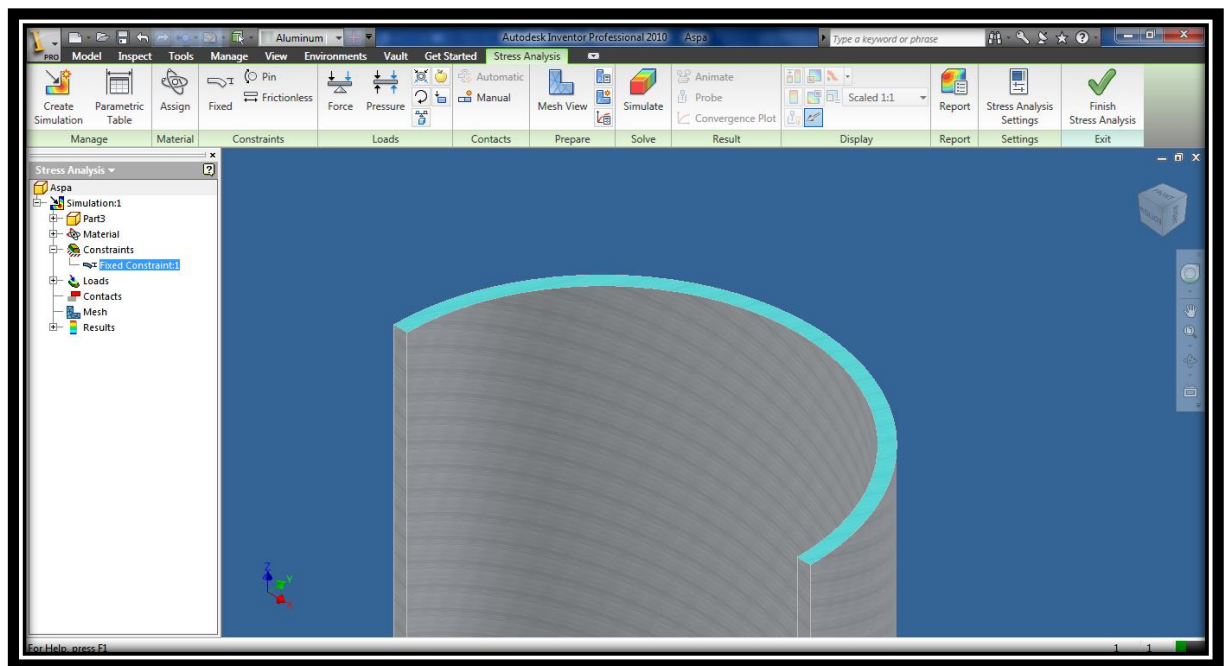 Aluminum
Autodesk Inventor Professional 2010 Aspa
Type a keyword or phrase
PRO Model Inspect Tools Manage View Environments Vault Get Started Stress Analysis
Create Simulation
Parametric Table
Assign
Fixed
Pin
Frictionless
Force
Pressure
Automatic
Manual
Mesh View
Simulate
Animate
Probe
Convergence Plot
Scaled 1:1
Report
Stress Analysis Settings
Finish Stress Analysis
Manage Material Constraints Loads Contacts Prepare Solve Result Display Report Settings Exit
Stress Analysis
Aspa
Simulation:1
Part3
Material
Constraints
Fixed Constraint:1
Loads
Contacts
Mesh
Results
Z
Y
X
For Help, press F1
1 1